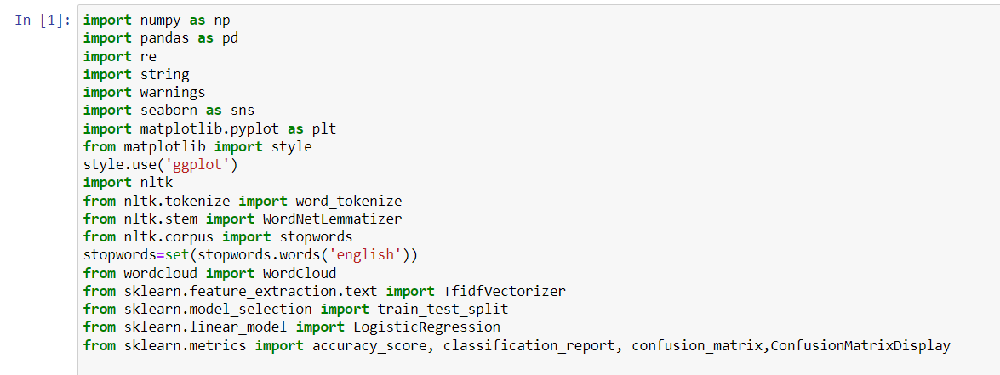 In [1]: import numpy as np
import pandas as pd
import re
import string
import warnings
import seaborn as sns
import matplotlib.pyplot as plt
from matplotlib import style
style.use('ggplot')
import nltk
from nltk.tokenize import word_tokenize
from nltk.stem import WordNetLemmatizer
from nltk.corpus import stopwords
stopwords=set(stopwords.words('english'))
from wordcloud import WordCloud
from sklearn.feature_extraction.text import TfidfVectorizer
from sklearn.model_selection import train_test_split
from sklearn.linear_model import LogisticRegression
from sklearn.metrics import accuracy_score, classification_report, confusion_matrix,ConfusionMatrixDisplay